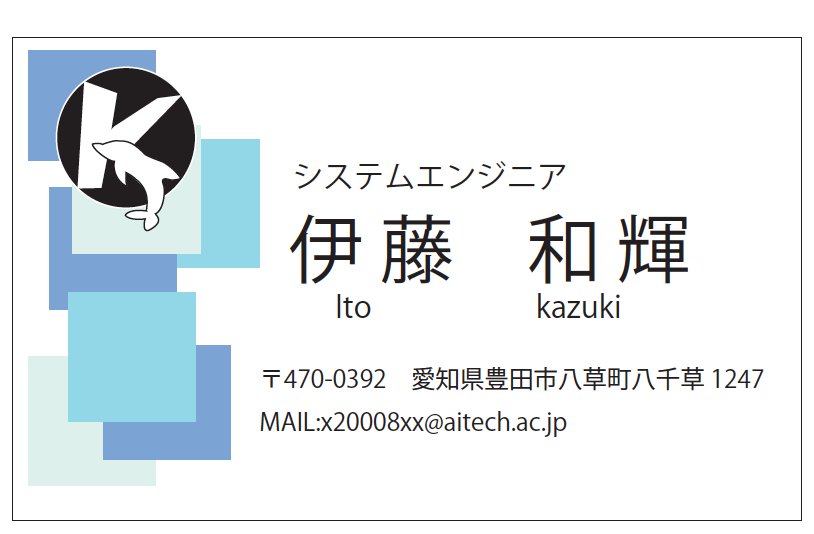 K
システムエンジニア
伊藤　和輝
Ito kazuki
〒470-0392　愛知県豊田市八草町八千草 1247
MAIL:x20008xx@aitech.ac.jp